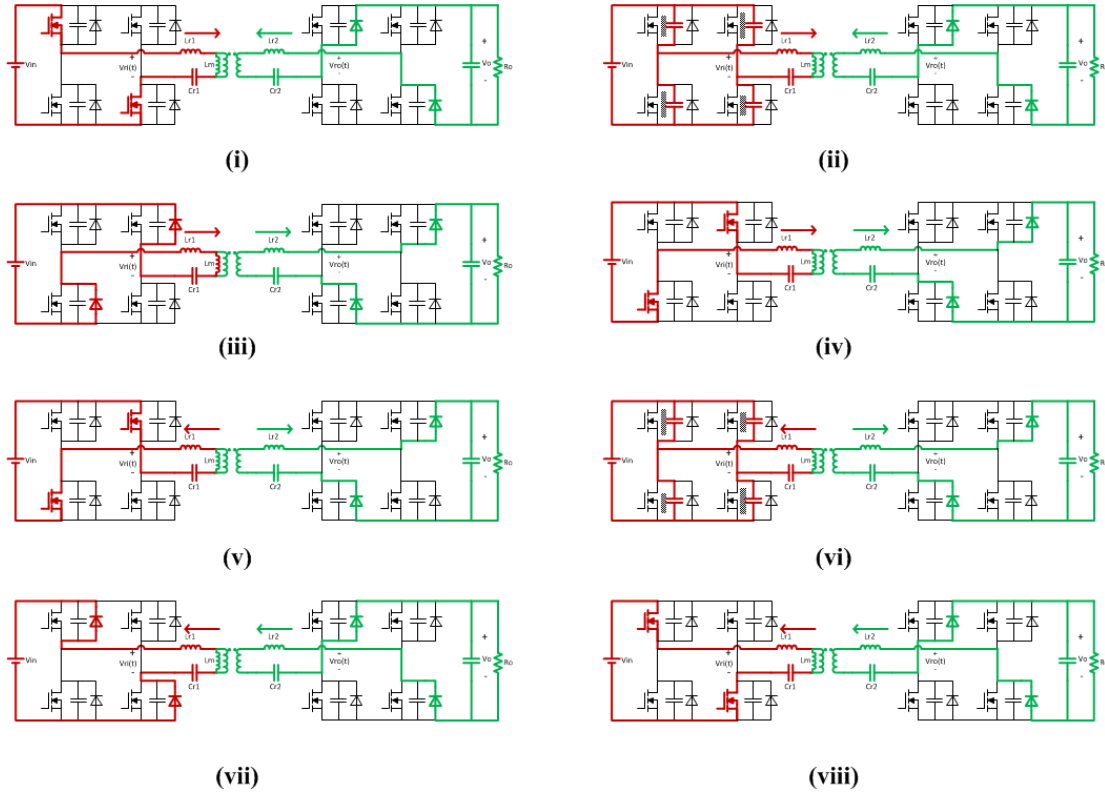 Vin
Vri(t)
+
-
Lr1
Lm
Cr1
Lr2
Cr2
Vro(t)
+
-
+
Vo
-
Ro
(i)
Vin
Vri(t)
+
-
Lr1
Lm
Cr1
Lr2
Cr2
Vro(t)
+
-
+
Vo
-
R
(ii)
Vin
Vri(t)
+
-
Lr1
Lm
Cr1
Lr2
Cr2
Vro(t)
+
-
+
Vo
-
Ro
(iii)
Vin
Vri(t)
+
-
Lr1
Lm
Cr1
Lr2
Cr2
Vro(t)
+
-
+
Vo
-
R
(iv)
Vin
Vri(t)
+
-
Lr1
Lm
Cr1
Lr2
Cr2
Vro(t)
+
-
+
Vo
-
Ro
(v)
Vin
Vri(t)
+
-
Lr1
Lm
Cr1
Lr2
Cr2
Vro(t)
+
-
+
Vo
-
R
(vi)
Vin
Vri(t)
+
-
Lr1
Lm
Cr1
Lr2
Cr2
Vro(t)
+
-
+
Vo
-
Ro
(vii)
Vin
Vri(t)
+
-
Lr1
Lm
Cr1
Lr2
Cr2
Vro(t)
+
-
+
Vo
-
R
(viii)